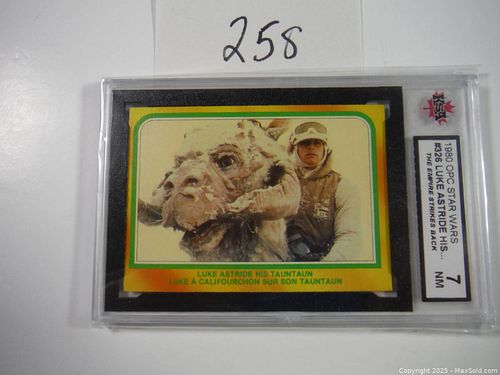 258
KSA
1980 OPC STAR WARS
#326 LUKE ASTRIDE HIS...
THE EMPIRE STRIKES BACK
7
NM
LUKE ASTRIDE HIS TAUNTAUN
LUKE À CALIFOURCHON SUR SON TAUNTAUN
Copyright 2025 - MaxSold.com